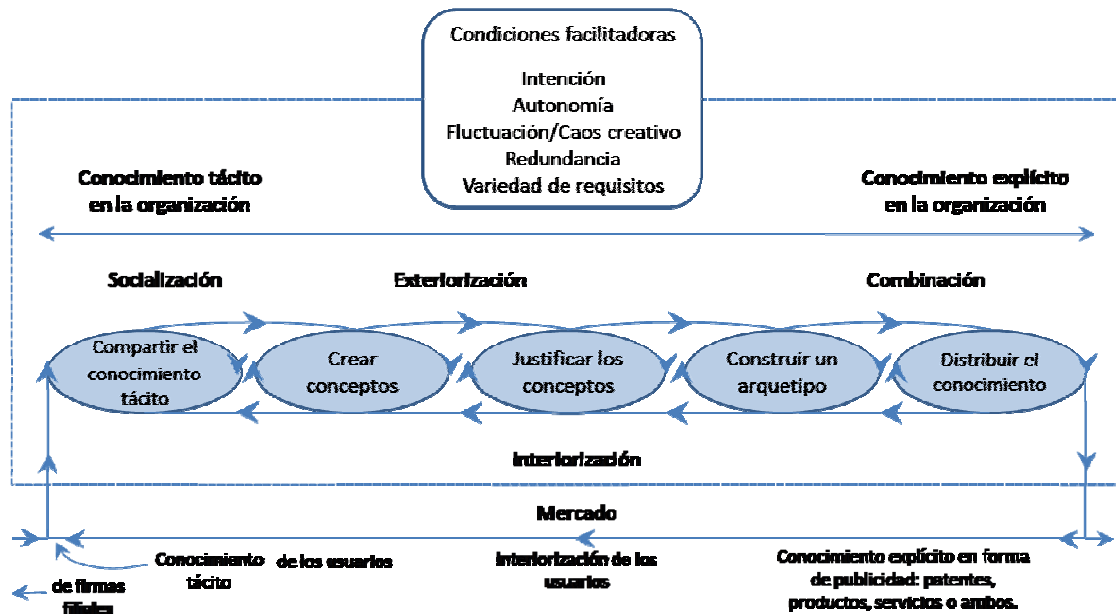 Condiciones facilitadoras
Intención
Autonomía
Fluctuación/Caos creativo
Redundancia
Variedad de requisitos
Conocimiento tácito
en la organización
Conocimiento explícito
en la organización
Socialización
Exteriorización
Combinación
Compartir el
conocimiento
tácito
Crear
conceptos
Justificar los
conceptos
Construir un
arquetipo
Distribuir el
conocimiento
Interiorización
Mercado
de firmas
filiales
Conocimiento
tácito
de los usuarios
Interiorización de los
usuarios
Conocimiento explícito en forma
de publicidad: patentes,
productos, servicios o ambos.